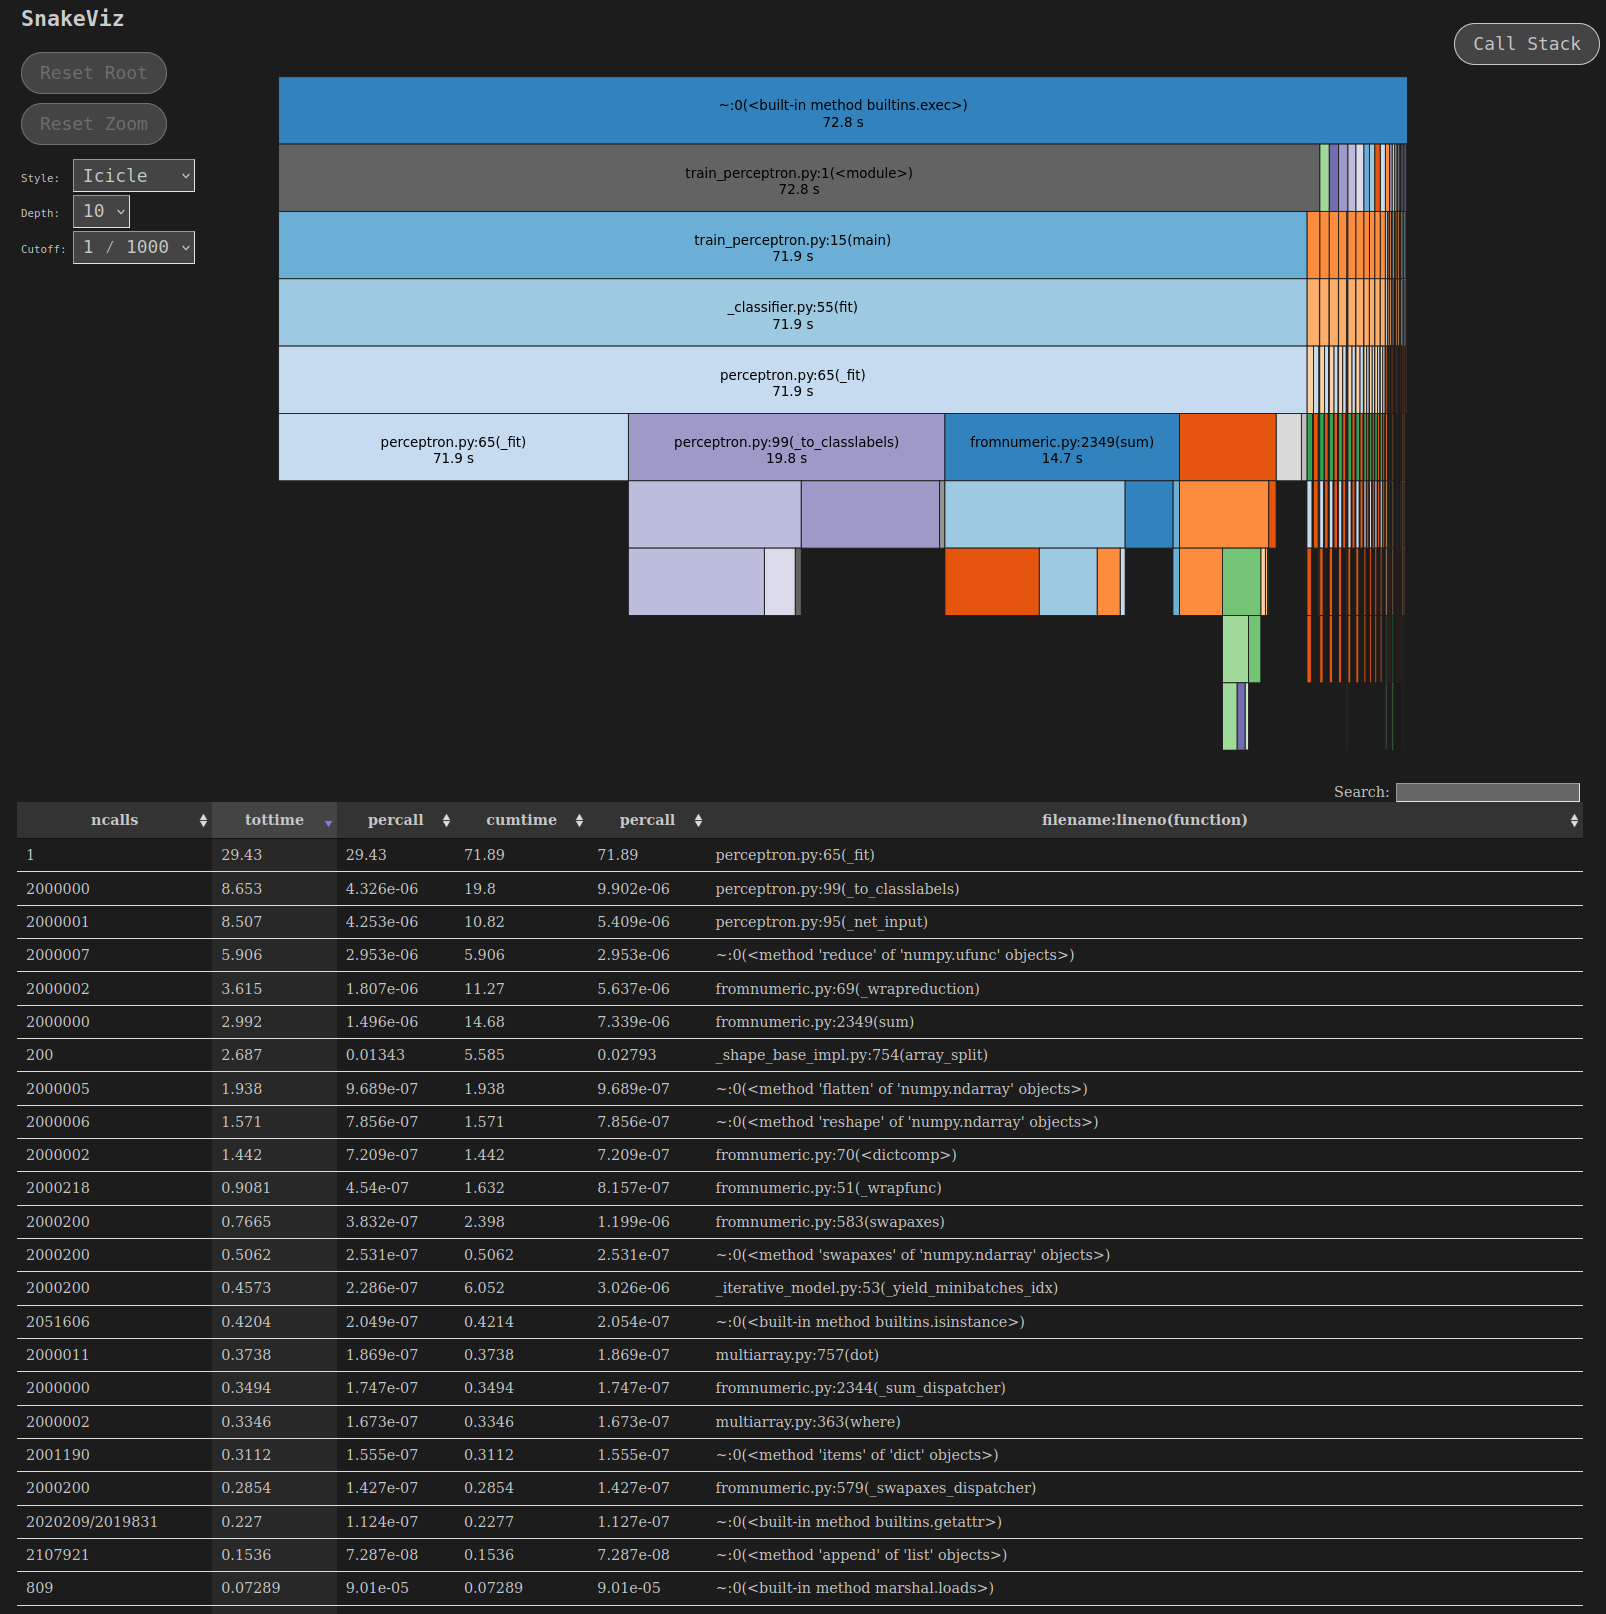 SnakeViz
Call Stack
Reset Root
Reset Zoom
Style: Icicle
Depth: 10
Cutoff: 1 / 1000
~:0(<built-in method builtins.exec>)
72.8 s
train_perceptron.py:1(<module>)
72.8 s
train_perceptron.py:15(main)
71.9 s
_classifier.py:55(fit)
71.9 s
perceptron.py:65(_fit)
71.9 s
perceptron.py:65(_fit) perceptron.py:99(_to_classlabels) fromnumeric.py:2349(sum)
71.9 s 19.8 s 14.7 s
Search:
ncalls tottime percall cumtime percall filename:lineno(function)
1 29.43 29.43 71.89 71.89 perceptron.py:65(_fit)
2000000 8.653 4.326e-06 19.8 9.902e-06 perceptron.py:99(_to_classlabels)
2000001 8.507 4.253e-06 10.82 5.409e-06 perceptron.py:95(_net_input)
2000007 5.906 2.953e-06 5.906 2.953e-06 ~:0(<method 'reduce' of 'numpy.ufunc' objects>)
2000002 3.615 1.807e-06 11.27 5.637e-06 fromnumeric.py:69(_wrapreduction)
2000000 2.992 1.496e-06 14.68 7.339e-06 fromnumeric.py:2349(sum)
200 2.687 0.01343 5.585 0.02793 _shape_base_impl.py:754(array_split)
2000005 1.938 9.689e-07 1.938 9.689e-07 ~:0(<method 'flatten' of 'numpy.ndarray' objects>)
2000006 1.571 7.856e-07 1.571 7.856e-07 ~:0(<method 'reshape' of 'numpy.ndarray' objects>)
2000002 1.442 7.209e-07 1.442 7.209e-07 fromnumeric.py:70(<dictcomp>)
2000218 0.9081 4.54e-07 1.632 8.157e-07 fromnumeric.py:51(_wrapfunc)
2000200 0.7665 3.832e-07 2.398 1.199e-06 fromnumeric.py:583(swapaxes)
2000200 0.5062 2.531e-07 0.5062 2.531e-07 ~:0(<method 'swapaxes' of 'numpy.ndarray' objects>)
2000200 0.4573 2.286e-07 6.052 3.026e-06 _iterative_model.py:53(_yield_minibatches_idx)
2051606 0.4204 2.049e-07 0.4214 2.054e-07 ~:0(<built-in method builtins.isinstance>)
2000011 0.3738 1.869e-07 0.3738 1.869e-07 multiarray.py:757(dot)
2000000 0.3494 1.747e-07 0.3494 1.747e-07 fromnumeric.py:2344(_sum_dispatcher)
2000002 0.3346 1.673e-07 0.3346 1.673e-07 multiarray.py:363(where)
2001190 0.3112 1.555e-07 0.3112 1.555e-07 ~:0(<method 'items' of 'dict' objects>)
2000200 0.2854 1.427e-07 0.2854 1.427e-07 fromnumeric.py:579(_swapaxes_dispatcher)
2020209/2019831 0.227 1.124e-07 0.2277 1.127e-07 ~:0(<built-in method builtins.getattr>)
2107921 0.1536 7.287e-08 0.1536 7.287e-08 ~:0(<method 'append' of 'list' objects>)
809 0.07289 9.01e-05 0.07289 9.01e-05 ~:0(<built-in method marshal.loads>)